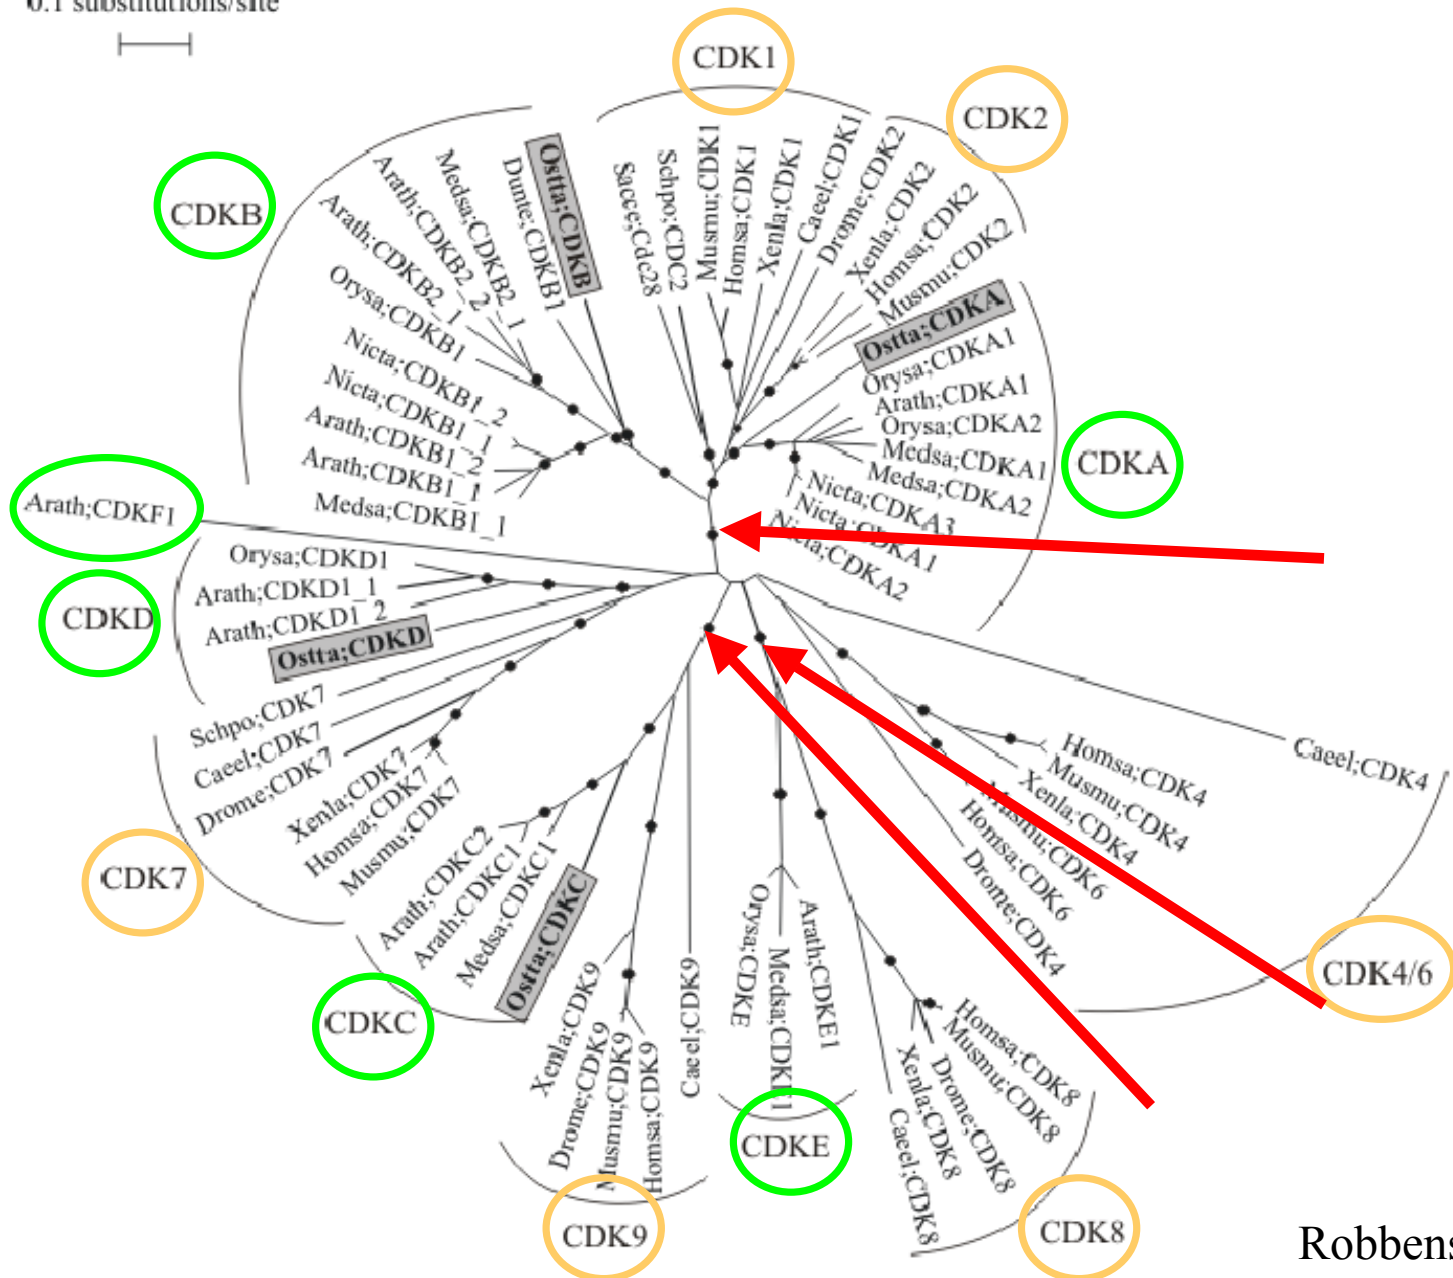 0.1 substitutions/site
CDK1
CDK2
CDKB
CDKA
Arath;CDKF1
CDKD
CDK7
CDKC
CDK9
CDKE
CDK8
CDK4/6
Arath;CDKB2_1
Arath;CDKB2_2
Medsa;CDKB2_1
Dunte;CDKB1
Ostta;CDKB
Orysa;CDKB1
Nicta;CDKB1_2
Nicta;CDKB1_1
Arath;CDKB1_2
Arath;CDKB1_1
Medsa;CDKB1_1
Sacce;Cdc28
Schpo;CDC2
Musmu;CDK1
Homsa;CDK1
Xenla;CDK1
Caeel;CDK1
Drome;CDK2
Xenla;CDK2
Homsa;CDK2
Musmu;CDK2
Ostta;CDKA
Orysa;CDKA1
Arath;CDKA1
Orysa;CDKA2
Medsa;CDKA1
Medsa;CDKA2
Nicta;CDKA3
Nicta;CDKA1
Nicta;CDKA2
Orysa;CDKD1
Arath;CDKD1_1
Arath;CDKD1_2
Ostta;CDKD
Schpo;CDK7
Caeel;CDK7
Drome;CDK7
Xenla;CDK7
Homsa;CDK7
Musmu;CDK7
Arath;CDKC2
Arath;CDKC1
Medsa;CDKC1
Ostta;CDKC
Xenla;CDK9
Drome;CDK9
Musmu;CDK9
Homsa;CDK9
Caeel;CDK9
Orysa;CDKE
Medsa;CDKE1
Arath;CDKE1
Caeel;CDK8
Xenla;CDK8
Drome;CDK8
Musmu;CDK8
Homsa;CDK8
Drome;CDK4
Homsa;CDK6
Musmu;CDK6
Xenla;CDK4
Musmu;CDK4
Homsa;CDK4
Caeel;CDK4
Robbens